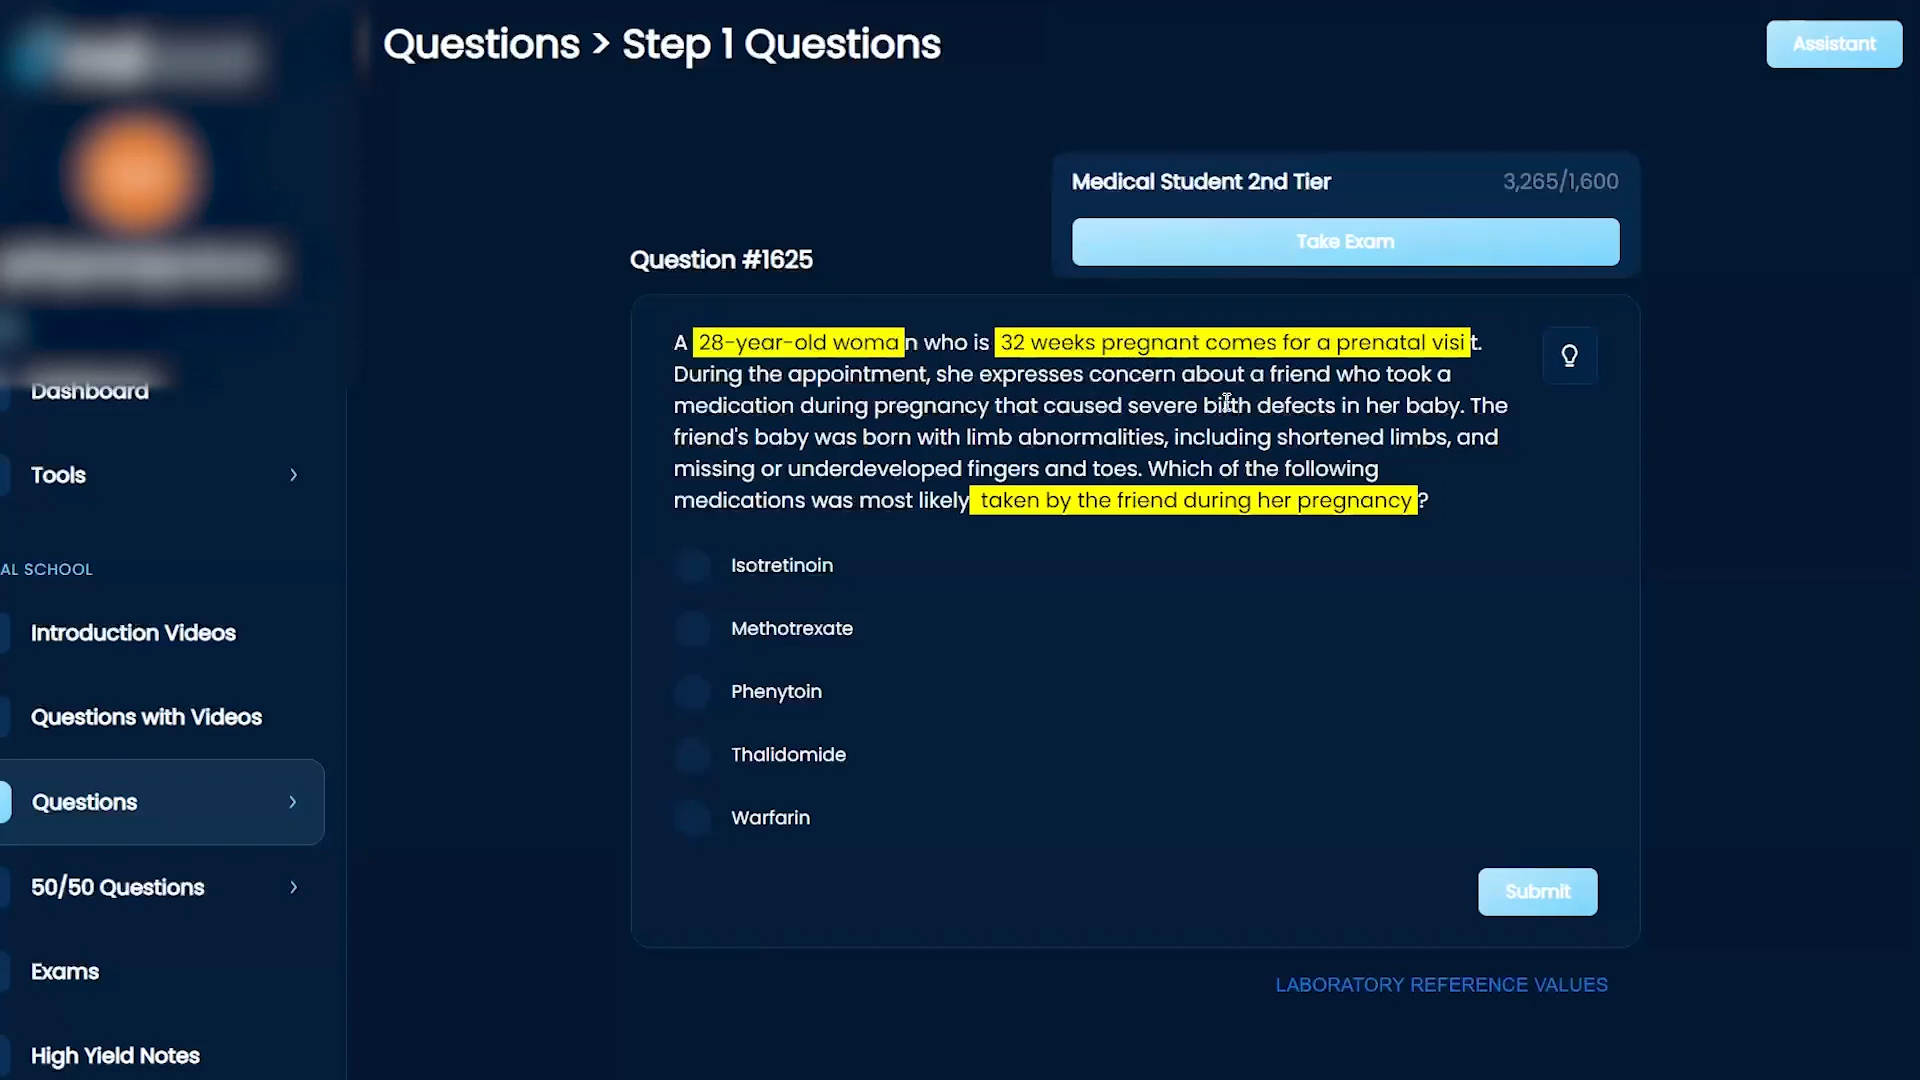 Questions > Step 1 Questions
Assistant
Medical Student 2nd Tier
3,265/1,600
Take Exam
Question #1625
A 28-year-old woman who is 32 weeks pregnant comes for a prenatal visit.
During the appointment, she expresses concern about a friend who took a
medication during pregnancy that caused severe birth defects in her baby. The
friend's baby was born with limb abnormalities, including shortened limbs, and
missing or underdeveloped fingers and toes. Which of the following
medications was most likely taken by the friend during her pregnancy?
Isotretinoin
Methotrexate
Phenytoin
Thalidomide
Warfarin
Submit
LABORATORY REFERENCE VALUES
Dashboard
Tools
AL SCHOOL
Introduction Videos
Questions with Videos
Questions
50/50 Questions
Exams
High Yield Notes